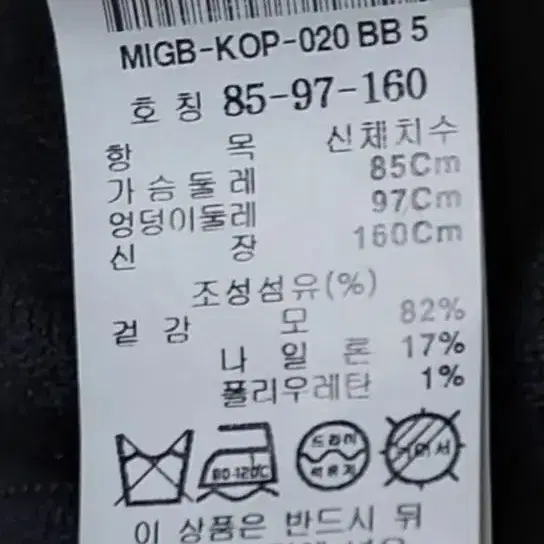 MIGB-KOP-020 BB 5
호 칭 85-97-160
항 목 신체치수
가 슴 둘 레 85Cm
엉덩이둘레 97Cm
신 장 160Cm
조성섬유(%)
겉 감 모 82%
나 일 론 17%
폴리우레탄 1%
80-120℃ 드라이
석유계
이 상품은 반드시 뒤